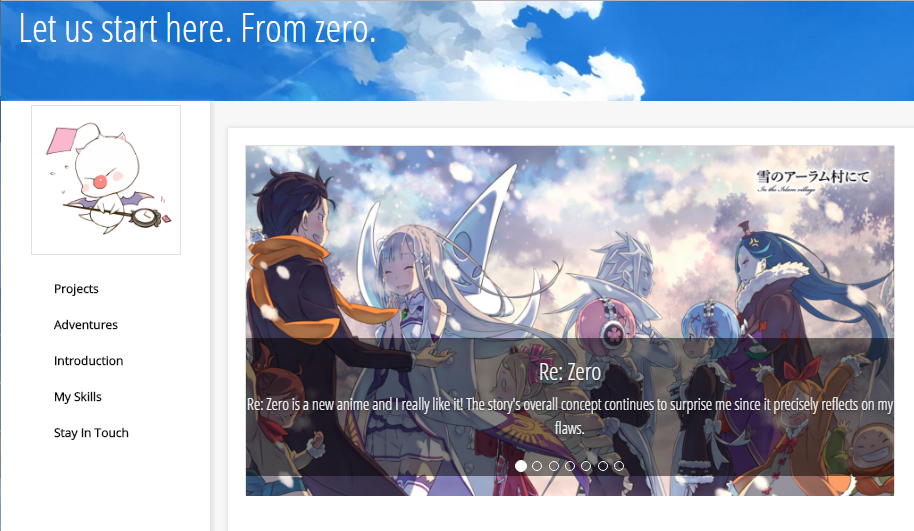 Let us start here. From zero.
Projects
Adventures
Introduction
My Skills
Stay In Touch
雪のアーラム村にて
In the Irlam village
Re: Zero
Re: Zero is a new anime and I really like it! The story's overall concept continues to surprise me since it precisely reflects on my
flaws.